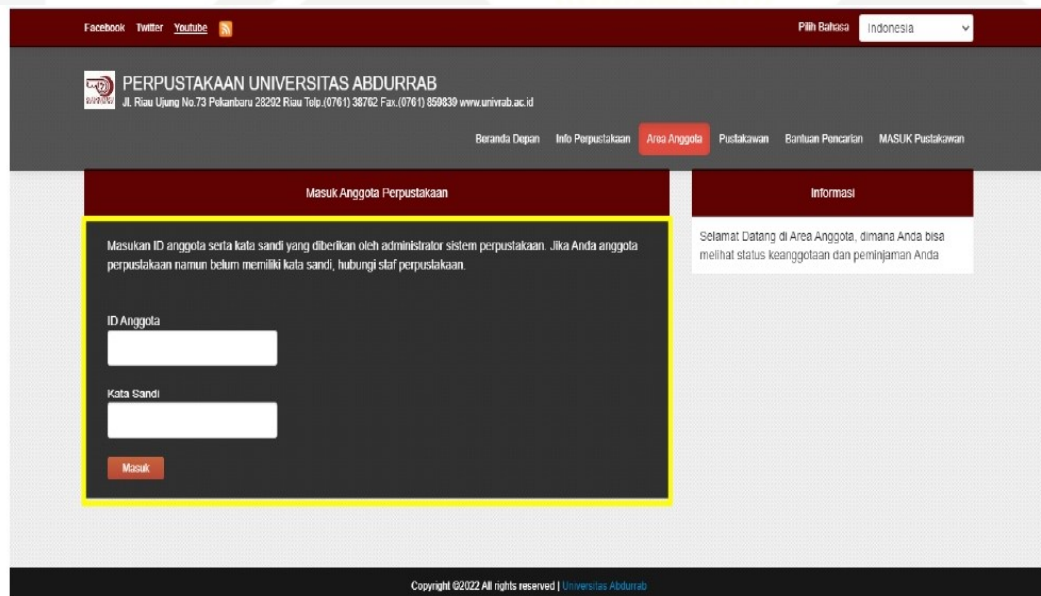 Facebook Twitter Youtube
Pilih Bahasa Indonesia
PERPUSTAKAAN UNIVERSITAS ABDURRAB
Jl. Riau Ujung No.73 Pekanbaru 28292 Riau Telp.(0761) 38762 Fax.(0761) 859839 www.univrab.ac.id
Beranda Depan Info Perpustakaan Area Anggota Pustakawan Bantuan Pencarian MASUK Pustakawan
Masuk Anggota Perpustakaan
Masukan ID anggota serta kata sandi yang diberikan oleh administrator sistem perpustakaan. Jika Anda anggota
perpustakaan namun belum memiliki kata sandi, hubungi staf perpustakaan.
ID Anggota
Kata Sandi
Masuk
Informasi
Selamat Datang di Area Anggota, dimana Anda bisa
melihat status keanggotaan dan peminjaman Anda
Copyright ©2022 All rights reserved | Universitas Abdurrab